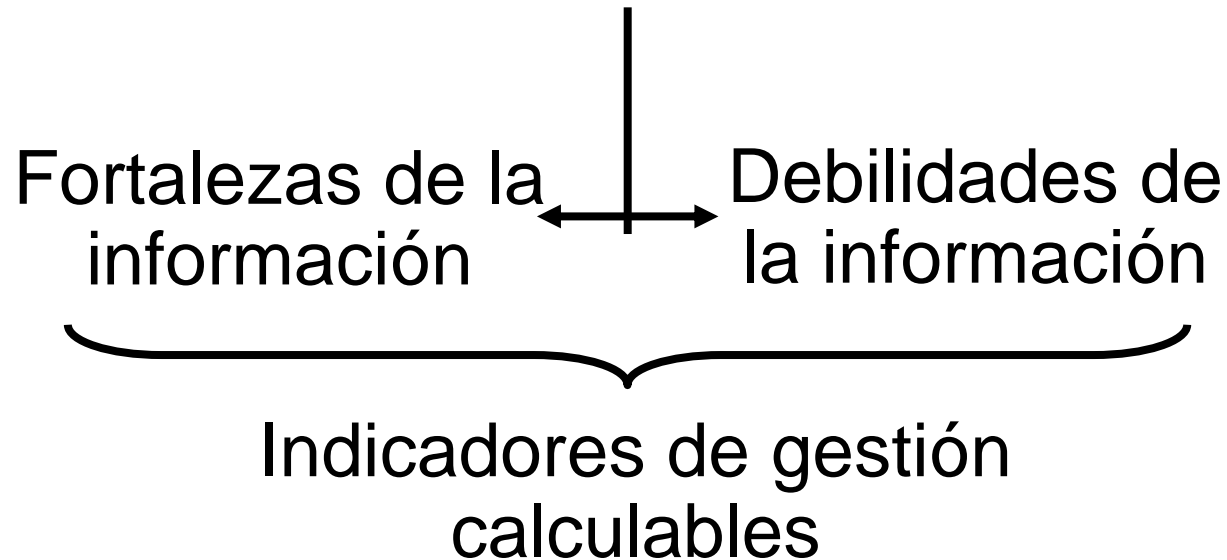 Fortalezas de la
información
Debilidades de
la información
Indicadores de gestión
calculables